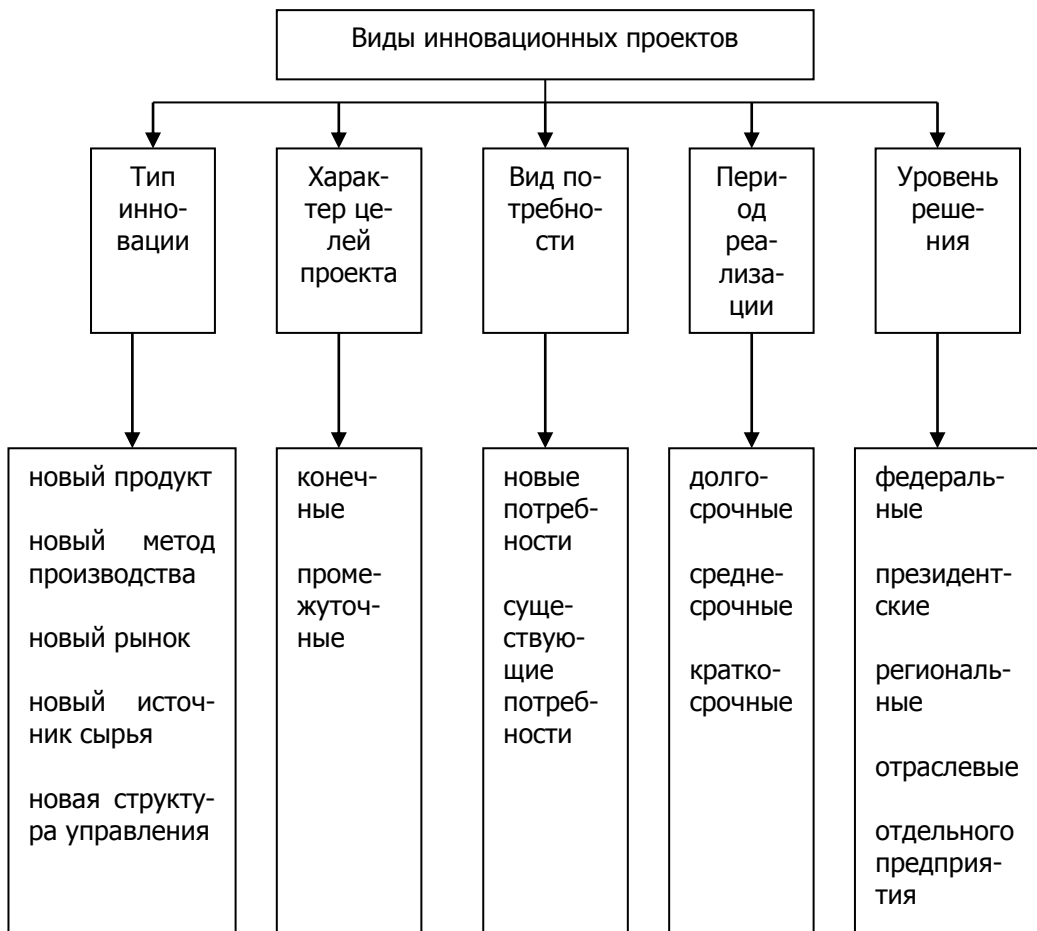 Виды инновационных проектов
Тип
инно-
вации
Харак-
тер це-
лей
проекта
Вид по-
требно-
сти
Пери-
од
реа-
лиза-
ции
Уровень
реше-
ния
новый продукт
новый метод
производства
новый рынок
новый источ-
ник сырья
новая структу-
ра управления
конеч-
ные
проме-
жуточ-
ные
новые
потреб-
ности
суще-
ствую-
щие
потреб-
ности
долго-
срочные
средне-
срочные
кратко-
срочные
федераль-
ные
президент-
ские
региональ-
ные
отраслевые
отдельного
предприя-
тия